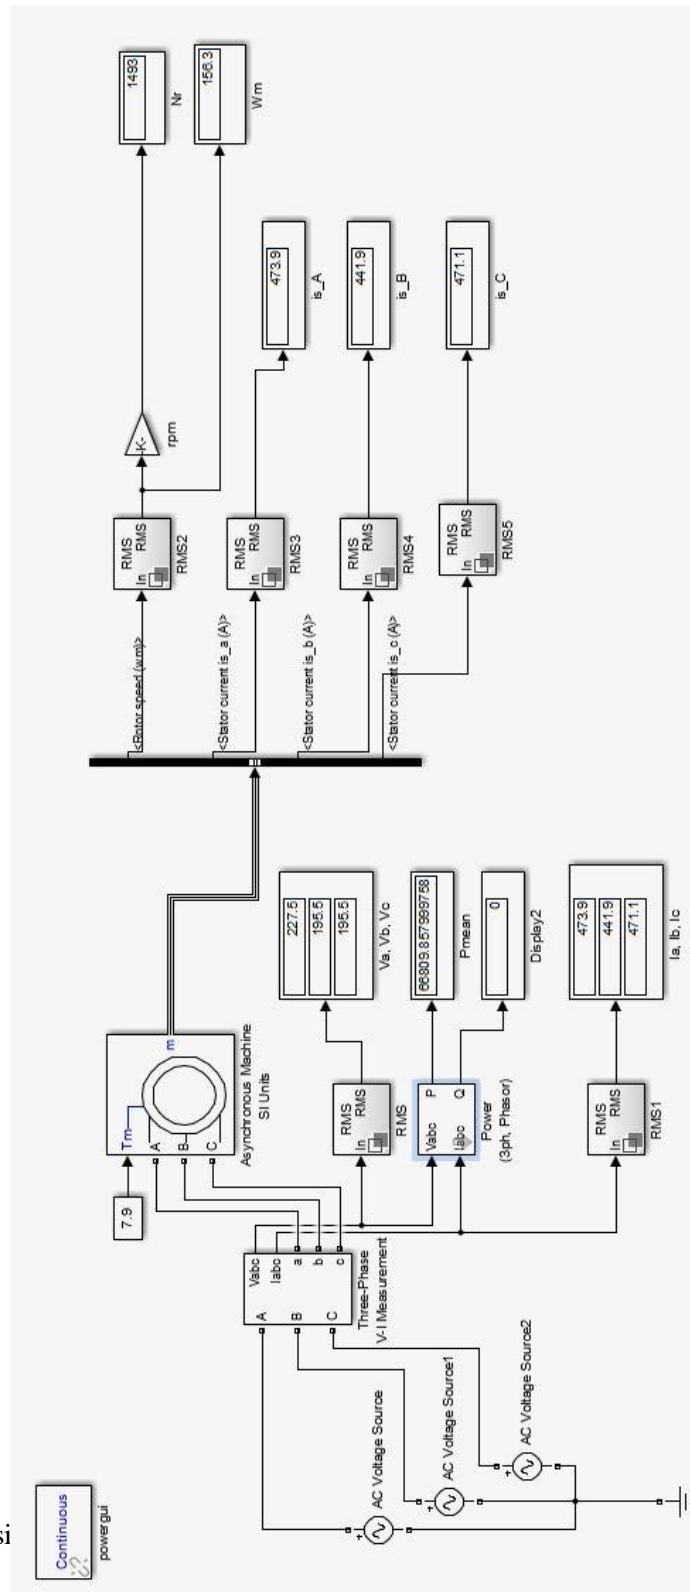 Continuous
powergui
AC Voltage Source
AC Voltage Source1
AC Voltage Source2
A
B
C
Vabc
Iabc
a
b
c
Three-Phase
V-I Measurement
7.9
Tm
A
B
C
m
Asynchronous Machine
SI Units
In
RMS
RMS
RMS
227.5
195.5
195.5
Va, Vb, Vc
Vabc
Iabc
P
Q
Power
(3ph, Phasor)
66809.857999758
Pmean
0
Display2
In
RMS
RMS
RMS1
473.9
441.9
471.1
Ia, Ib, Ic
<Rotor speed (wm)>
<Stator current is_a (A)>
<Stator current is_b (A)>
<Stator current is_c (A)>
In
RMS
RMS
RMS2
In
RMS
RMS
RMS3
In
RMS
RMS
RMS4
In
RMS
RMS
RMS5
-K-
rpm
1493
Nr
156.3
Wm
473.9
is_A
441.9
is_B
471.1
is_C
si